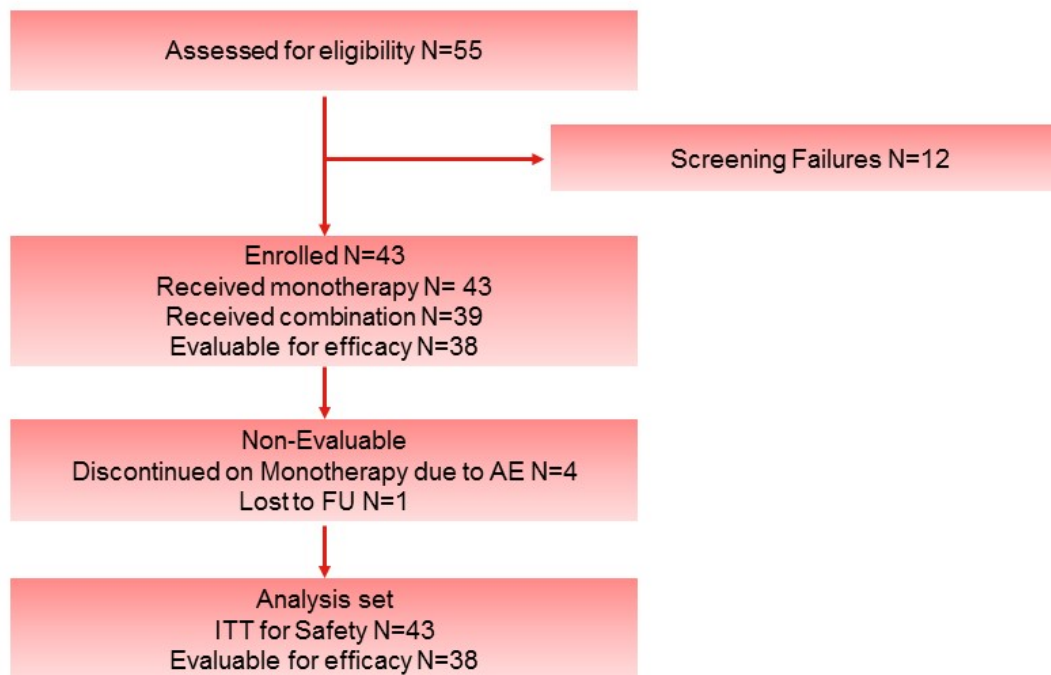 Assessed for eligibility N=55
Screening Failures N=12
Enrolled N=43
Received monotherapy N= 43
Received combination N=39
Evaluable for efficacy N=38
Non-Evaluable
Discontinued on Monotherapy due to AE N=4
Lost to FU N=1
Analysis set
ITT for Safety N=43
Evaluable for efficacy N=38